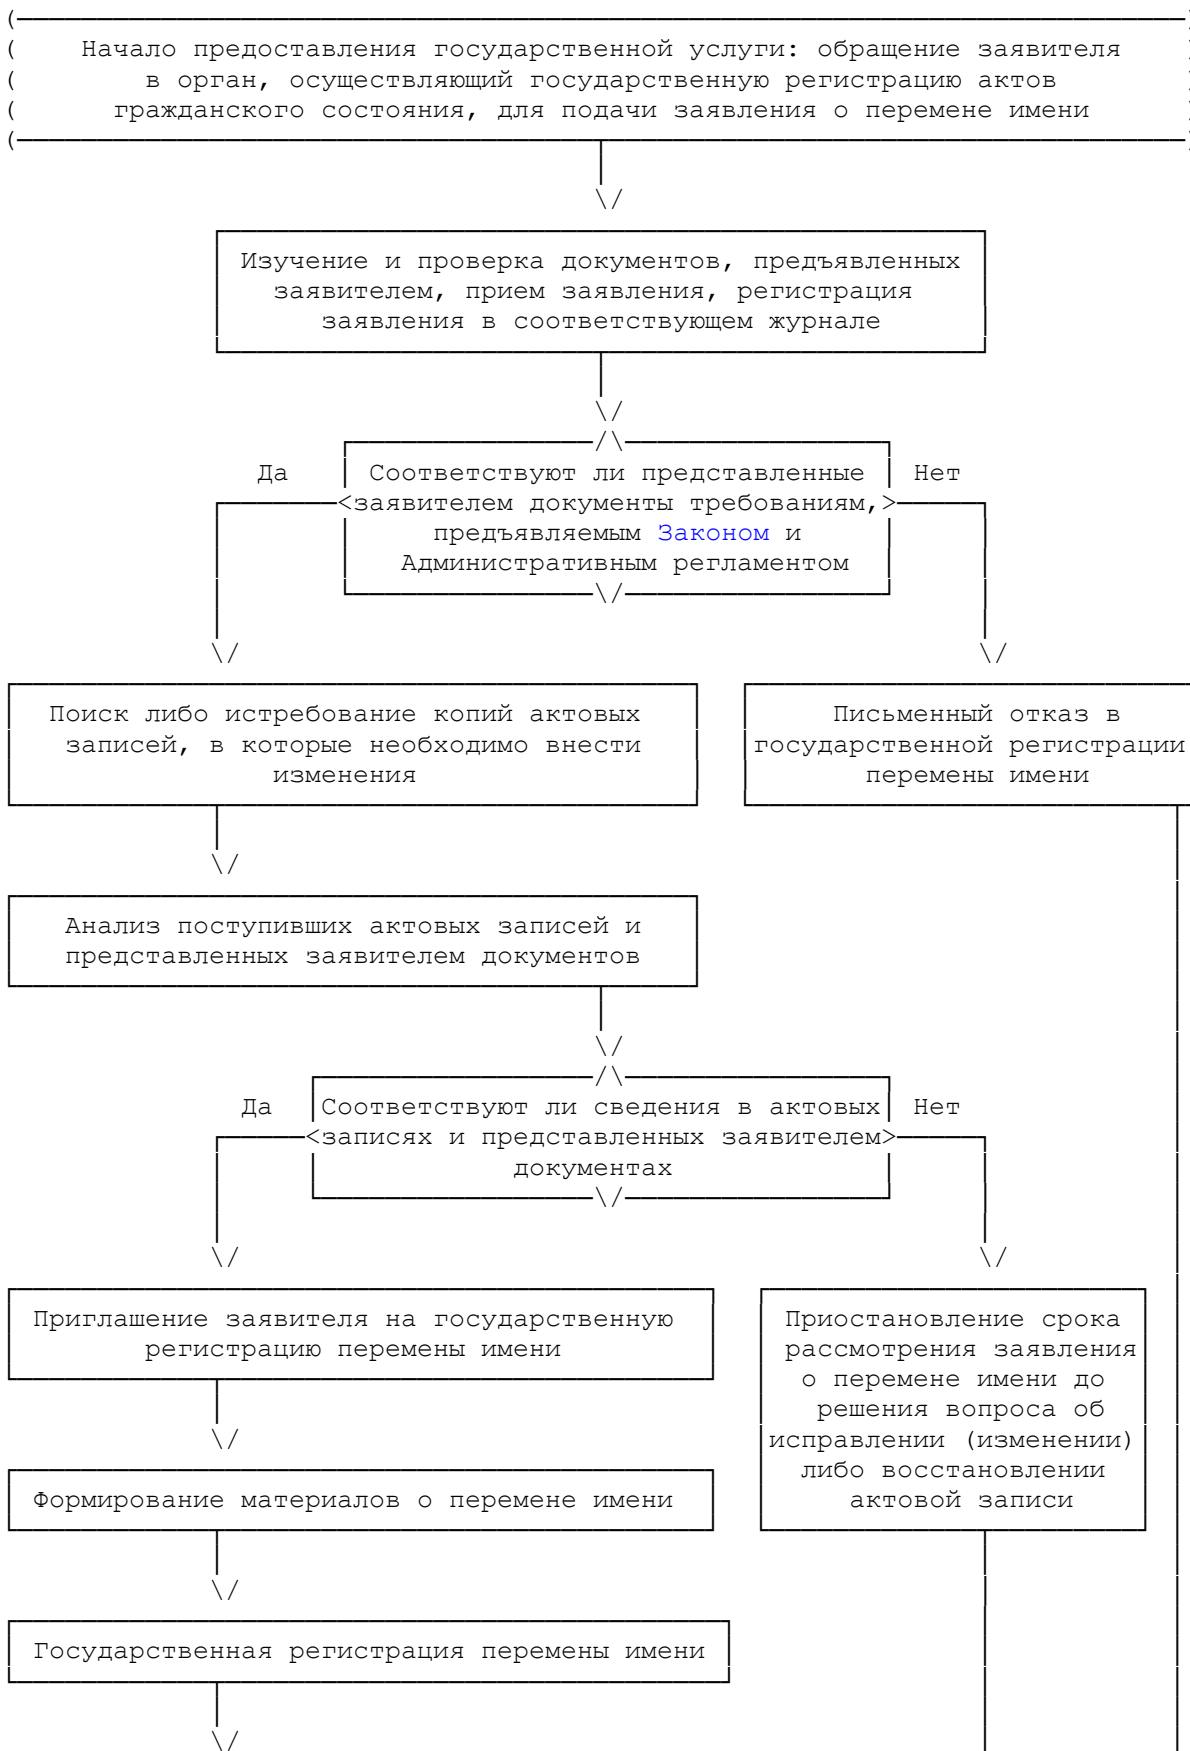 Начало предоставления государственной услуги: обращение заявителя
в орган, осуществляющий государственную регистрацию актов
гражданского состояния, для подачи заявления о перемене имени
Изучение и проверка документов, предъявленных
заявителем, прием заявления, регистрация
заявления в соответствующем журнале
Да
Соответствуют ли представленные
заявителем документы требованиям,
предъявляемым Законом и
Административным регламентом
Нет
Поиск либо истребование копий актовых
записей, в которые необходимо внести
изменения
Письменный отказ в
государственной регистрации
перемены имени
Анализ поступивших актовых записей и
представленных заявителем документов
Да
Соответствуют ли сведения в актовых
записях и представленных заявителем
документах
Нет
Приглашение заявителя на государственную
регистрацию перемены имени
Приостановление срока
рассмотрения заявления
о перемене имени до
решения вопроса об
исправлении (изменении)
либо восстановлении
актовой записи
Формирование материалов о перемене имени
Государственная регистрация перемены имени